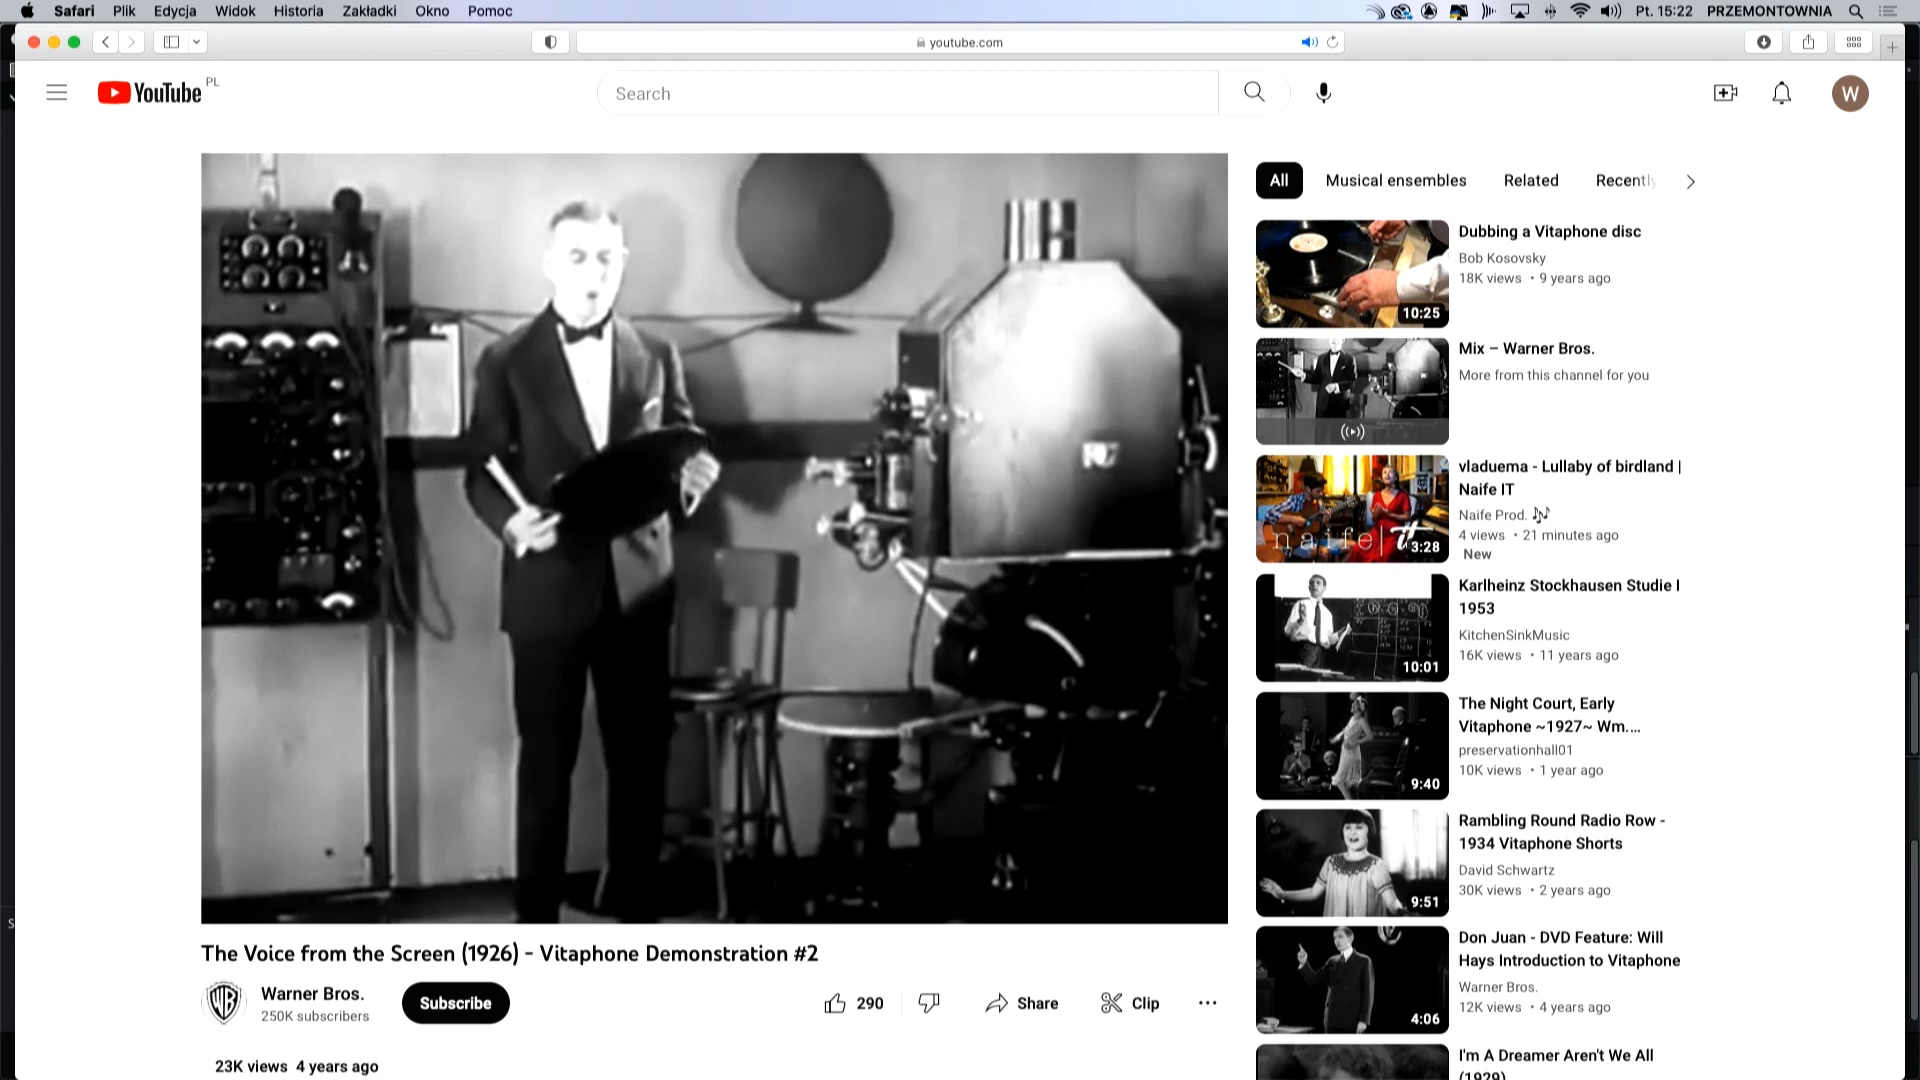 Safari Plik Edycja Widok Historia Zakładki Okno Pomoc Pt. 15:22 PRZEMONTOWNIA
youtube.com
YouTube PL
Search
W
All Musical ensembles Related Recently
Dubbing a Vitaphone disc
Bob Kosovsky
18K views • 9 years ago
10:25
Mix – Warner Bros.
More from this channel for you
vladuema - Lullaby of birdland |
Naife IT
Naife Prod.
4 views • 21 minutes ago
New
naife|it
3:28
Karlheinz Stockhausen Studie I
1953
KitchenSinkMusic
16K views • 11 years ago
10:01
The Night Court, Early
Vitaphone ~1927~ Wm....
preservationhall01
10K views • 1 year ago
9:40
Rambling Round Radio Row -
1934 Vitaphone Shorts
David Schwartz
30K views • 2 years ago
9:51
Don Juan - DVD Feature: Will
Hays Introduction to Vitaphone
Warner Bros.
12K views • 4 years ago
4:06
I'm A Dreamer Aren't We All
(1929)
The Voice from the Screen (1926) - Vitaphone Demonstration #2
WB
Warner Bros.
250K subscribers
Subscribe
290
Share
Clip
23K views 4 years ago